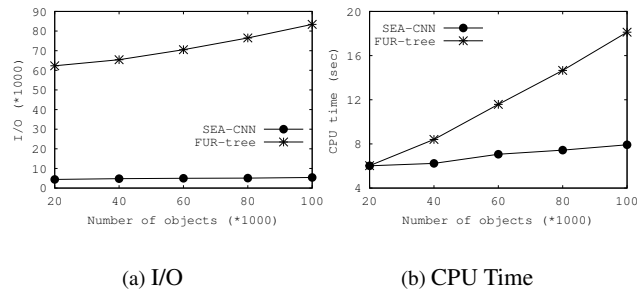 90
80
70
60
50
40
30
20
10
0
I/O (*1000)
SEA-CNN
FUR-tree
20 40 60 80 100
Number of objects (*1000)
(a) I/O
20
16
12
8
4
CPU time (sec)
SEA-CNN
FUR-tree
20 40 60 80 100
Number of objects (*1000)
(b) CPU Time